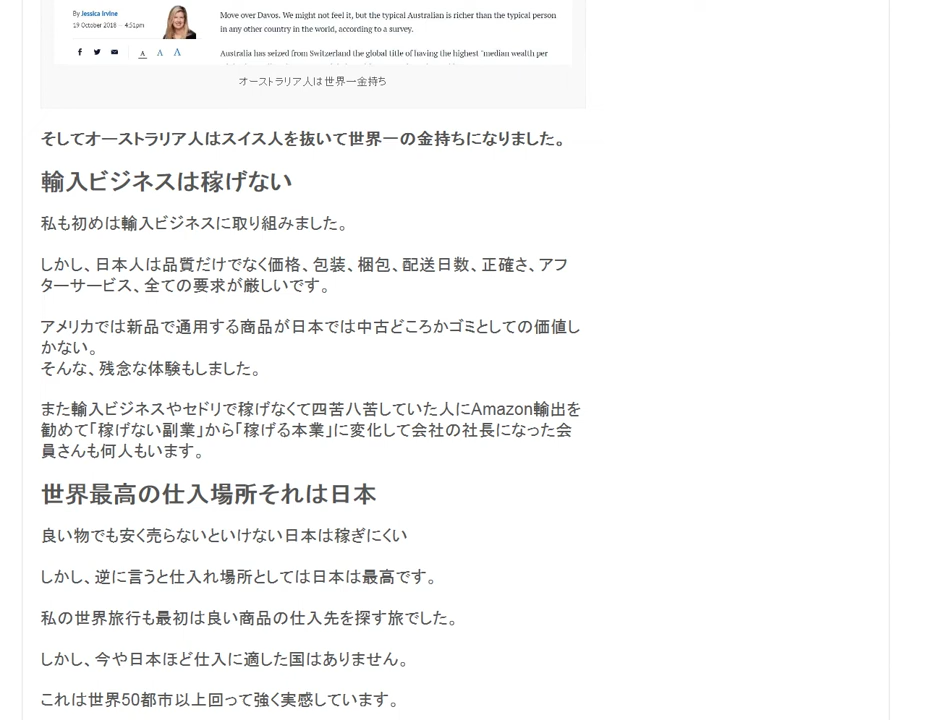 By Jessica Irvine
19 October 2018 — 4:51pm
A A A
Move over Davos. We might not feel it, but the typical Australian is richer than the typical person
in any other country in the world, according to a survey.
Australia has seized from Switzerland the global title of having the highest "median wealth per
オーストラリア人は世界一金持ち
そしてオーストラリア人はスイス人を抜いて世界一の金持ちになりました。
輸入ビジネスは稼げない
私も初めは輸入ビジネスに取り組みました。
しかし、日本人は品質だけでなく価格、包装、梱包、配送日数、正確さ、アフ
ターサービス、全ての要求が厳しいです。
アメリカでは新品で通用する商品が日本では中古どころかゴミとしての価値し
かない。
そんな、残念な体験もしました。
また輸入ビジネスやセドリで稼げなくて四苦八苦していた人にAmazon輸出を
勧めて「稼げない副業」から「稼げる本業」に変化して会社の社長になった会
員さんも何人もいます。
世界最高の仕入場所それは日本
良い物でも安く売らないといけない日本は稼ぎにくい
しかし、逆に言うと仕入れ場所としては日本は最高です。
私の世界旅行も最初は良い商品の仕入先を探す旅でした。
しかし、今や日本ほど仕入に適した国はありません。
これは世界50都市以上回って強く実感しています。